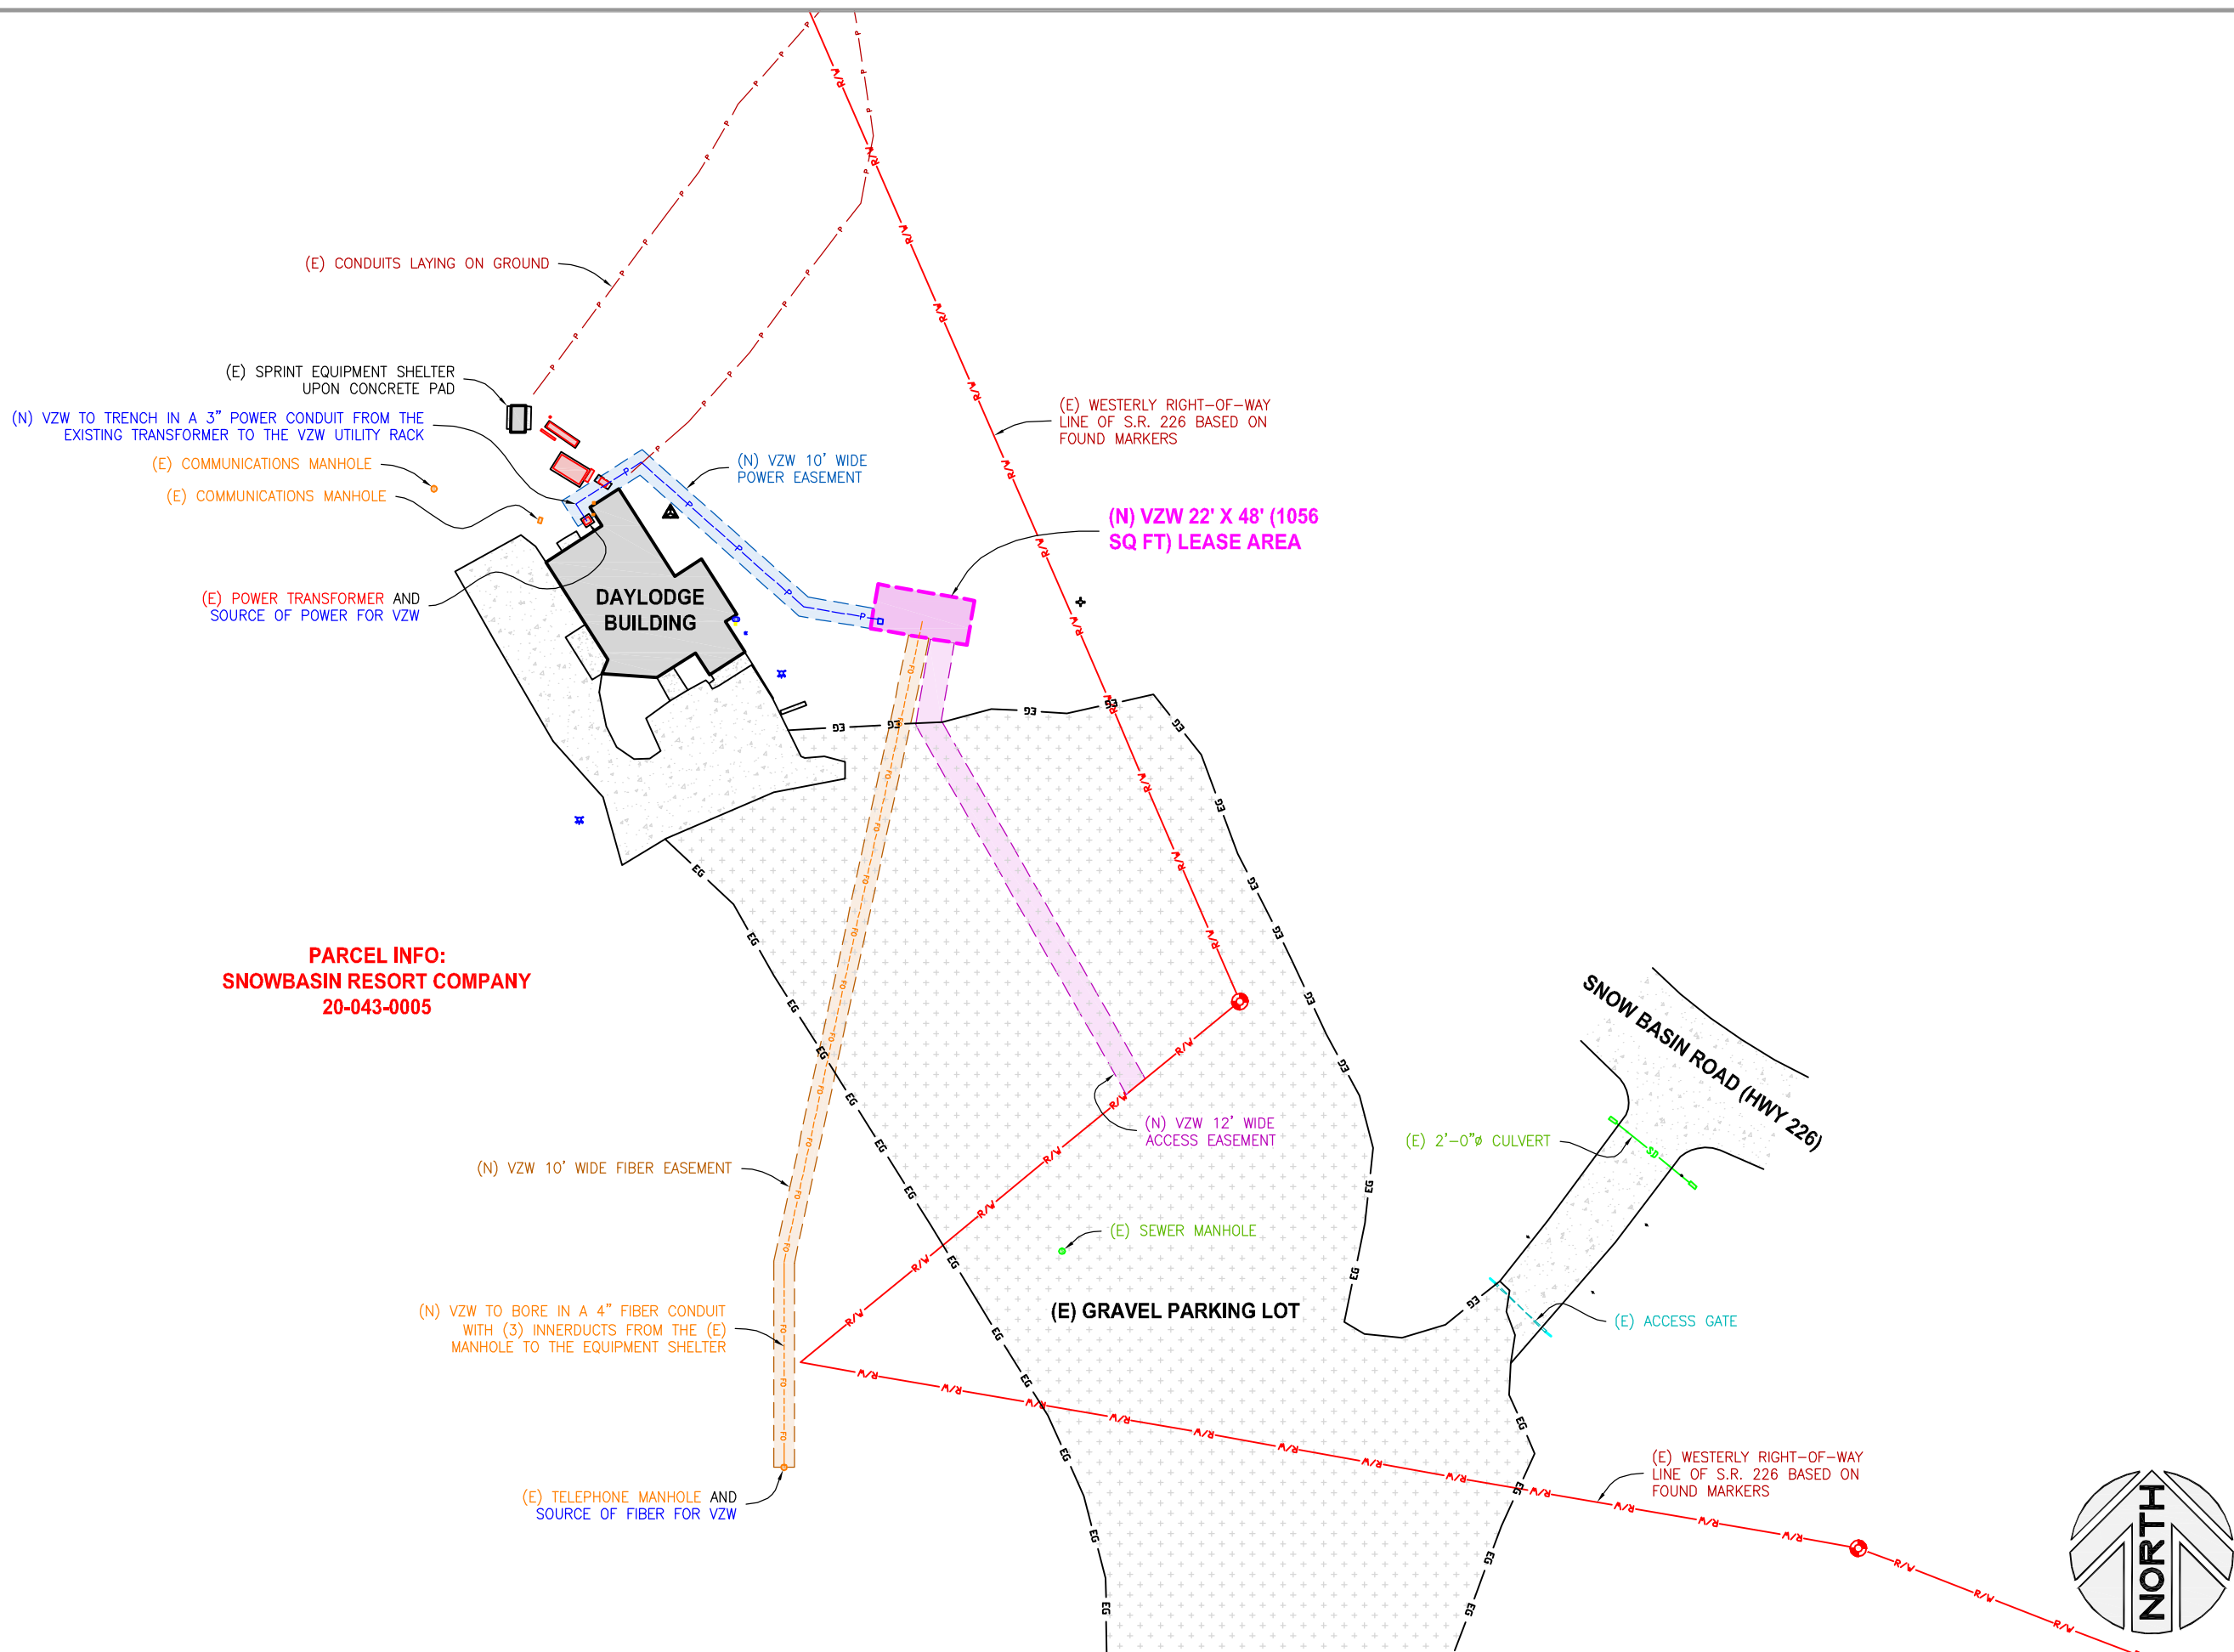 (E) CONDUITS LAYING ON GROUND
(E) SPRINT EQUIPMENT SHELTER
UPON CONCRETE PAD
(N) VZW TO TRENCH IN A 3" POWER CONDUIT FROM THE
EXISTING TRANSFORMER TO THE VZW UTILITY RACK
(E) COMMUNICATIONS MANHOLE
(E) COMMUNICATIONS MANHOLE
(E) POWER TRANSFORMER AND
SOURCE OF POWER FOR VZW
DAYLODGE
BUILDING
(N) VZW 10' WIDE
POWER EASEMENT
(E) WESTERLY RIGHT-OF-WAY
LINE OF S.R. 226 BASED ON
FOUND MARKERS
(N) VZW 22' X 48' (1056
SQ FT) LEASE AREA
PARCEL INFO:
SNOWBASIN RESORT COMPANY
20-043-0005
SNOW BASIN ROAD (HWY 226)
(N) VZW 12' WIDE
ACCESS EASEMENT
(E) 2'-0"ø CULVERT
SD
(N) VZW 10' WIDE FIBER EASEMENT
(E) SEWER MANHOLE
(E) GRAVEL PARKING LOT
(E) ACCESS GATE
(N) VZW TO BORE IN A 4" FIBER CONDUIT
WITH (3) INNERDUCTS FROM THE (E)
MANHOLE TO THE EQUIPMENT SHELTER
(E) TELEPHONE MANHOLE AND
SOURCE OF FIBER FOR VZW
(E) WESTERLY RIGHT-OF-WAY
LINE OF S.R. 226 BASED ON
FOUND MARKERS
NORTH
P
R/W
EG
FO